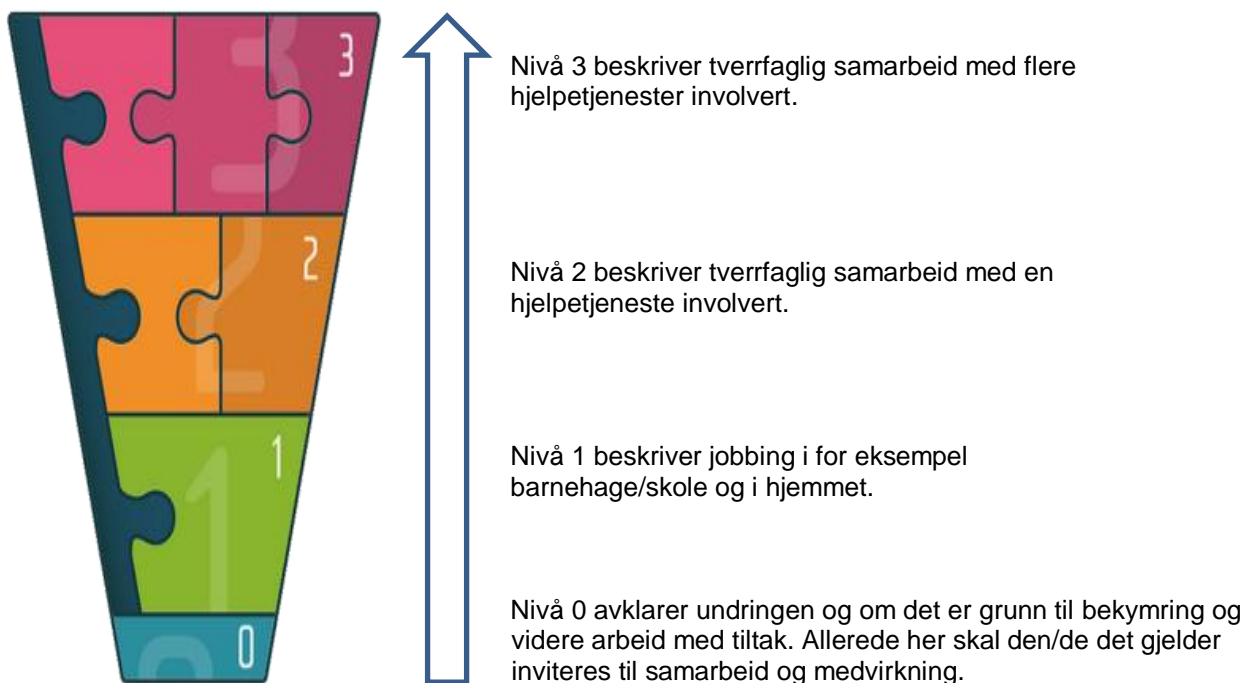 3
Nivå 3 beskriver tverrfaglig samarbeid med flere
hjelpetjenester involvert.
2
Nivå 2 beskriver tverrfaglig samarbeid med en
hjelpetjeneste involvert.
1
Nivå 1 beskriver jobbing i for eksempel
barnehage/skole og i hjemmet.
0
Nivå 0 avklarer undringen og om det er grunn til bekymring og
videre arbeid med tiltak. Allerede her skal den/de det gjelder
inviteres til samarbeid og medvirkning.